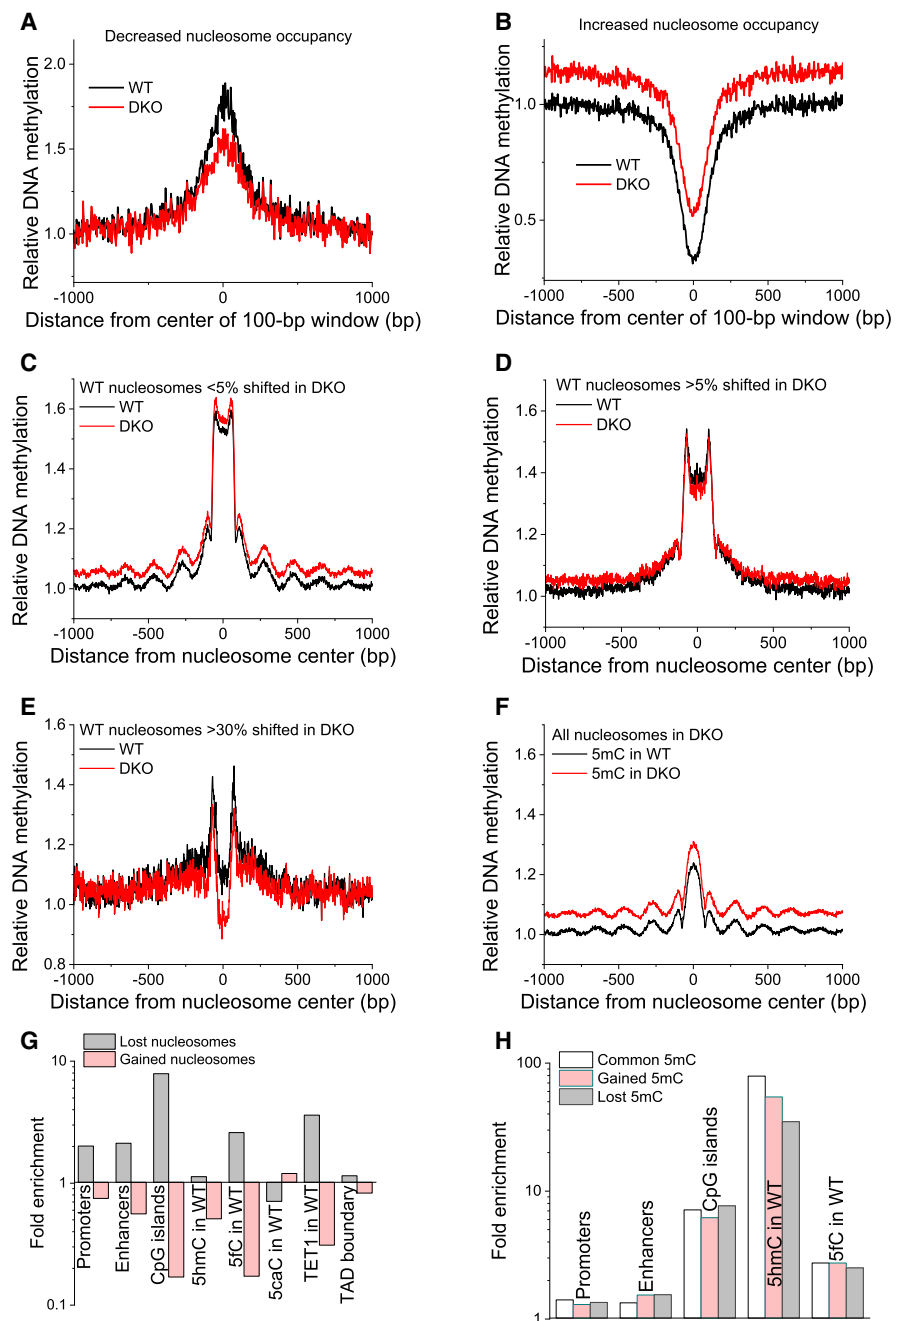 A
Decreased nucleosome occupancy
WT
DKO
2.0
1.5
1.0
Relative DNA methylation
-1000
-500
0
500
1000
Distance from center of 100-bp window (bp)
B
Increased nucleosome occupancy
1.0
0.5
WT
DKO
Relative DNA methylation
-1000
-500
0
500
1000
Distance from center of 100-bp window (bp)
C
WT nucleosomes <5% shifted in DKO
WT
DKO
1.6
1.4
1.2
1.0
Relative DNA methylation
-1000
-500
0
500
1000
Distance from nucleosome center (bp)
D
WT nucleosomes >5% shifted in DKO
WT
DKO
1.6
1.4
1.2
1.0
Relative DNA methylation
-1000
-500
0
500
1000
Distance from nucleosome center (bp)
E
WT nucleosomes >30% shifted in DKO
WT
DKO
1.6
1.4
1.2
1.0
0.8
Relative DNA methylation
-1000
-500
0
500
1000
Distance from nucleosome center (bp)
F
All nucleosomes in DKO
5mC in WT
5mC in DKO
1.6
1.4
1.2
1.0
Relative DNA methylation
-1000
-500
0
500
1000
Distance from nucleosome center (bp)
G
Lost nucleosomes
Gained nucleosomes
10
1
0.1
Fold enrichment
Promoters
Enhancers
CpG islands
5hmC in WT
5fC in WT
5caC in WT
TET1 in WT
TAD boundary
H
Common 5mC
Gained 5mC
Lost 5mC
100
10
1
Fold enrichment
Promoters
Enhancers
CpG islands
5hmC in WT
5fC in WT